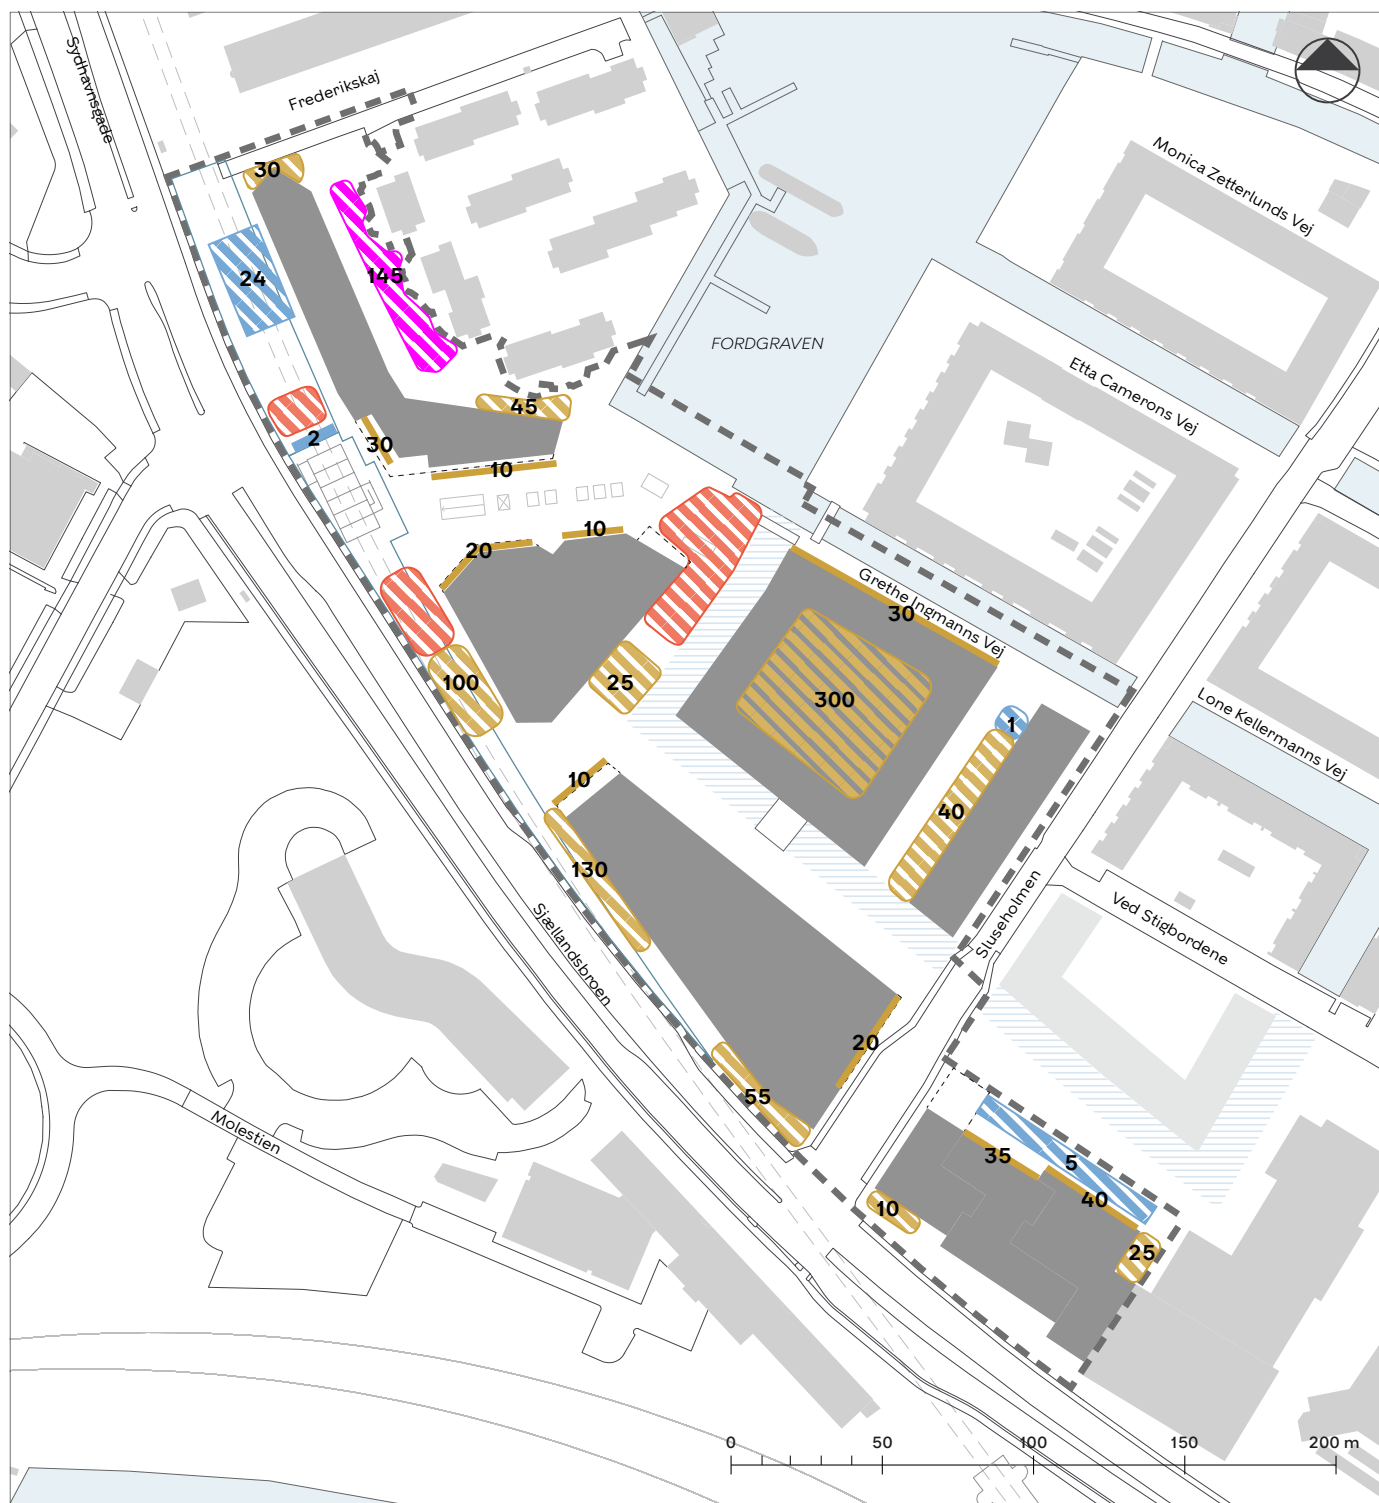 Sydhavnsgade
Frederikskaj
Monica Zetterlunds Vej
30
24
145
FORDGRAVEN
Etta Camerons Vej
45
2
30
10
10
20
Grethe Ingmanns Vej
30
100
25
300
Lone Kellermanns Vej
1
10
40
130
Sluseholmen
Ved Stigbordene
Sjællandsbroen
20
55
Molestien
35
5
40
10
25
0
50
100
150
200 m